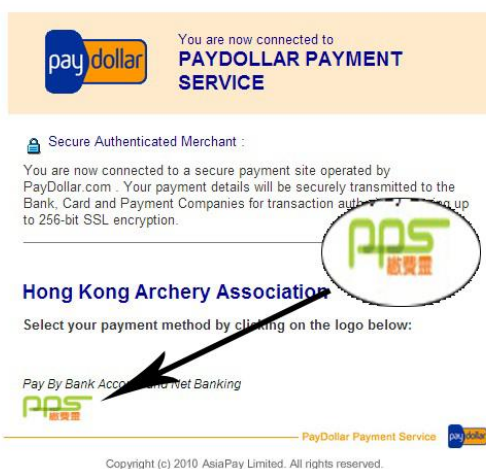 pay dollar
You are now connected to
PAYDOLLAR PAYMENT
SERVICE
Secure Authenticated Merchant :
You are now connected to a secure payment site operated by
PayDollar.com . Your payment details will be securely transmitted to the
Bank, Card and Payment Companies for transaction up
to 256-bit SSL encryption.
PPS
繳費靈
Hong Kong Archery Association
Select your payment method by clicking on the logo below:
Pay By Bank Account and Net Banking
PPS
繳費靈
PayDollar Payment Service
pay dollar
Copyright (c) 2010 AsiaPay Limited. All rights reserved.